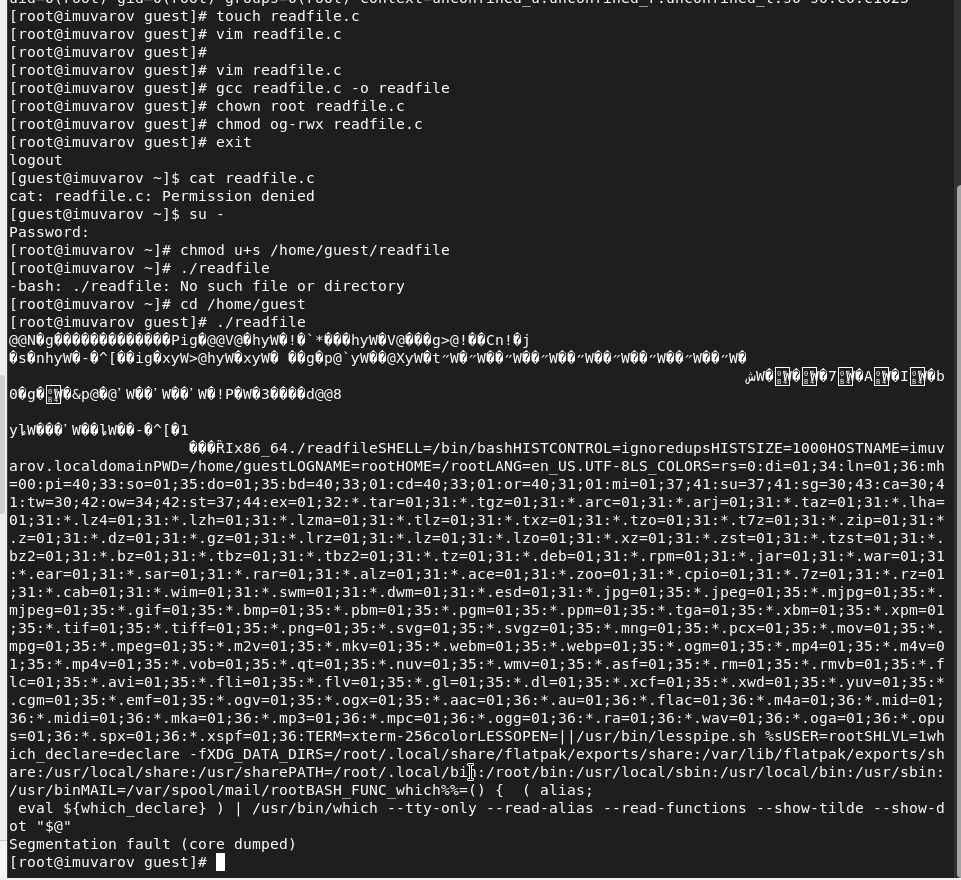 [root@imuvarov guest]# touch readfile.c
[root@imuvarov guest]# vim readfile.c
[root@imuvarov guest]#
[root@imuvarov guest]# vim readfile.c
[root@imuvarov guest]# gcc readfile.c -o readfile
[root@imuvarov guest]# chown root readfile.c
[root@imuvarov guest]# chmod og-rwx readfile.c
[root@imuvarov guest]# exit
logout
[guest@imuvarov ~]$ cat readfile.c
cat: readfile.c: Permission denied
[guest@imuvarov ~]$ su -
Password:
[root@imuvarov ~]# chmod u+s /home/guest/readfile
[root@imuvarov ~]# ./readfile
-bash: ./readfile: No such file or directory
[root@imuvarov ~]# cd /home/guest
[root@imuvarov guest]# ./readfile
x86_64./readfileSHELL=/bin/bashHISTCONTROL=ignoredupsHISTSIZE=1000HOSTNAME=imuv
arov.localdomainPWD=/home/guestLOGNAME=rootHOME=/rootLANG=en_US.UTF-8LS_COLORS=rs=0:di=01;34:ln=01;36:mh
=00:pi=40;33:so=01;35:do=01;35:bd=40;33;01:cd=40;33;01:or=40;31;01:mi=01;37;41:su=37;41:sg=30;43:ca=30;4
1:tw=30;42:ow=34;42:st=37;44:ex=01;32:*.tar=01;31:*.tgz=01;31:*.arc=01;31:*.arj=01;31:*.taz=01;31:*.lha=
01;31:*.lz4=01;31:*.lzh=01;31:*.lzma=01;31:*.tlz=01;31:*.txz=01;31:*.tzo=01;31:*.t7z=01;31:*.zip=01;31:*
.z=01;31:*.dz=01;31:*.gz=01;31:*.lrz=01;31:*.lz=01;31:*.lzo=01;31:*.xz=01;31:*.zst=01;31:*.tzst=01;31:*.
bz2=01;31:*.bz=01;31:*.tbz=01;31:*.tbz2=01;31:*.tz=01;31:*.deb=01;31:*.rpm=01;31:*.jar=01;31:*.war=01;31
:*.ear=01;31:*.sar=01;31:*.rar=01;31:*.alz=01;31:*.ace=01;31:*.zoo=01;31:*.cpio=01;31:*.7z=01;31:*.rz=01
;31:*.cab=01;31:*.wim=01;31:*.swm=01;31:*.dwm=01;31:*.esd=01;31:*.jpg=01;35:*.jpeg=01;35:*.mjpg=01;35:*.
mjpeg=01;35:*.gif=01;35:*.bmp=01;35:*.pbm=01;35:*.pgm=01;35:*.ppm=01;35:*.tga=01;35:*.xbm=01;35:*.xpm=01
;35:*.tif=01;35:*.tiff=01;35:*.png=01;35:*.svg=01;35:*.svgz=01;35:*.mng=01;35:*.pcx=01;35:*.mov=01;35:*.
mpg=01;35:*.mpeg=01;35:*.m2v=01;35:*.mkv=01;35:*.webm=01;35:*.webp=01;35:*.ogm=01;35:*.mp4=01;35:*.m4v=0
1;35:*.mp4v=01;35:*.vob=01;35:*.qt=01;35:*.nuv=01;35:*.wmv=01;35:*.asf=01;35:*.rm=01;35:*.rmvb=01;35:*.f
lc=01;35:*.avi=01;35:*.fli=01;35:*.flv=01;35:*.gl=01;35:*.dl=01;35:*.xcf=01;35:*.xwd=01;35:*.yuv=01;35:*
.cgm=01;35:*.emf=01;35:*.ogv=01;35:*.ogx=01;35:*.aac=01;36:*.au=01;36:*.flac=01;36:*.m4a=01;36:*.mid=01;
36:*.midi=01;36:*.mka=01;36:*.mp3=01;36:*.mpc=01;36:*.ogg=01;36:*.ra=01;36:*.wav=01;36:*.oga=01;36:*.opu
s=01;36:*.spx=01;36:*.xspf=01;36:TERM=xterm-256colorLESSOPEN=||/usr/bin/lesspipe.sh %sUSER=rootSHLVL=1wh
ich_declare=declare -fXDG_DATA_DIRS=/root/.local/share/flatpak/exports/share:/var/lib/flatpak/exports/sh
are:/usr/local/share:/usr/sharePATH=/root/.local/bin:/root/bin:/usr/local/sbin:/usr/local/bin:/usr/sbin:
/usr/binMAIL=/var/spool/mail/rootBASH_FUNC_which%%=() {  ( alias;
 eval ${which_declare} ) | /usr/bin/which --tty-only --read-alias --read-functions --show-tilde --show-d
ot "$@"
Segmentation fault (core dumped)
[root@imuvarov guest]#